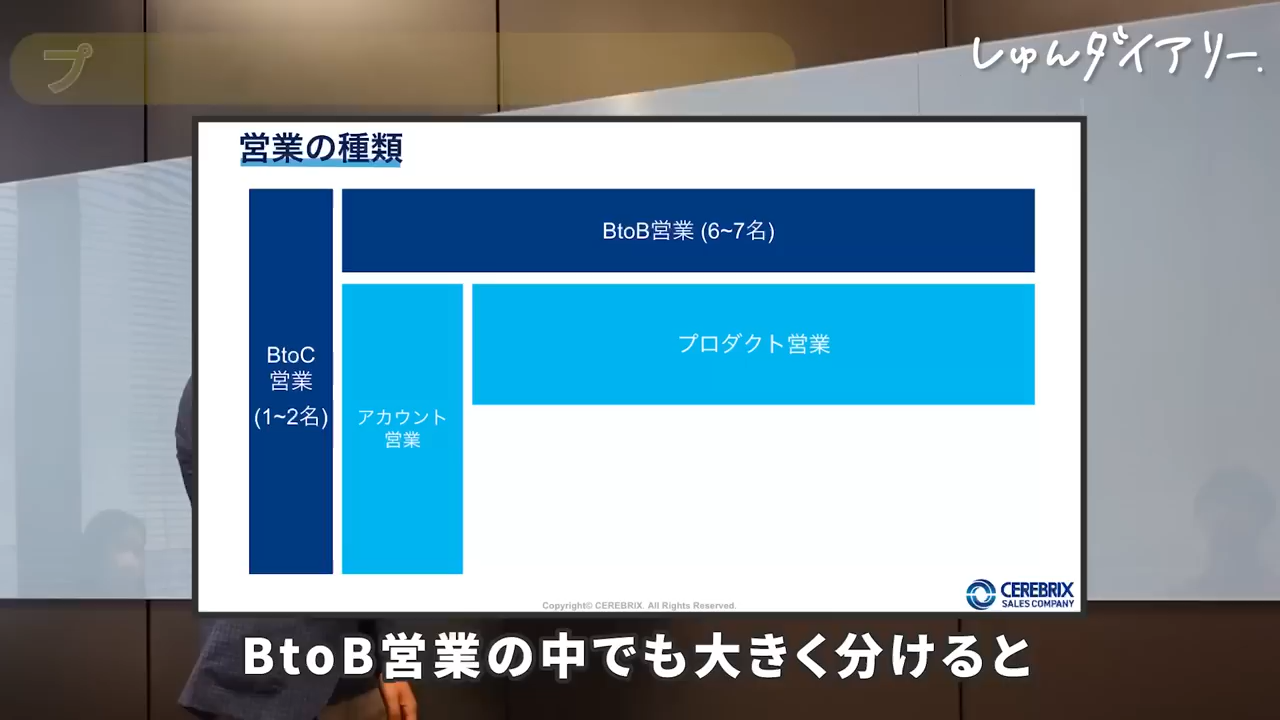 プ
しゅんダイアリー.
営業の種類
BtoB営業 (6~7名)
プロダクト営業
BtoC
営業
(1~2名)
アカウント
営業
CEREBRIX
SALES COMPANY
Copyright© CEREBRIX. All Rights Reserved.
BtoB営業の中でも大きく分けると